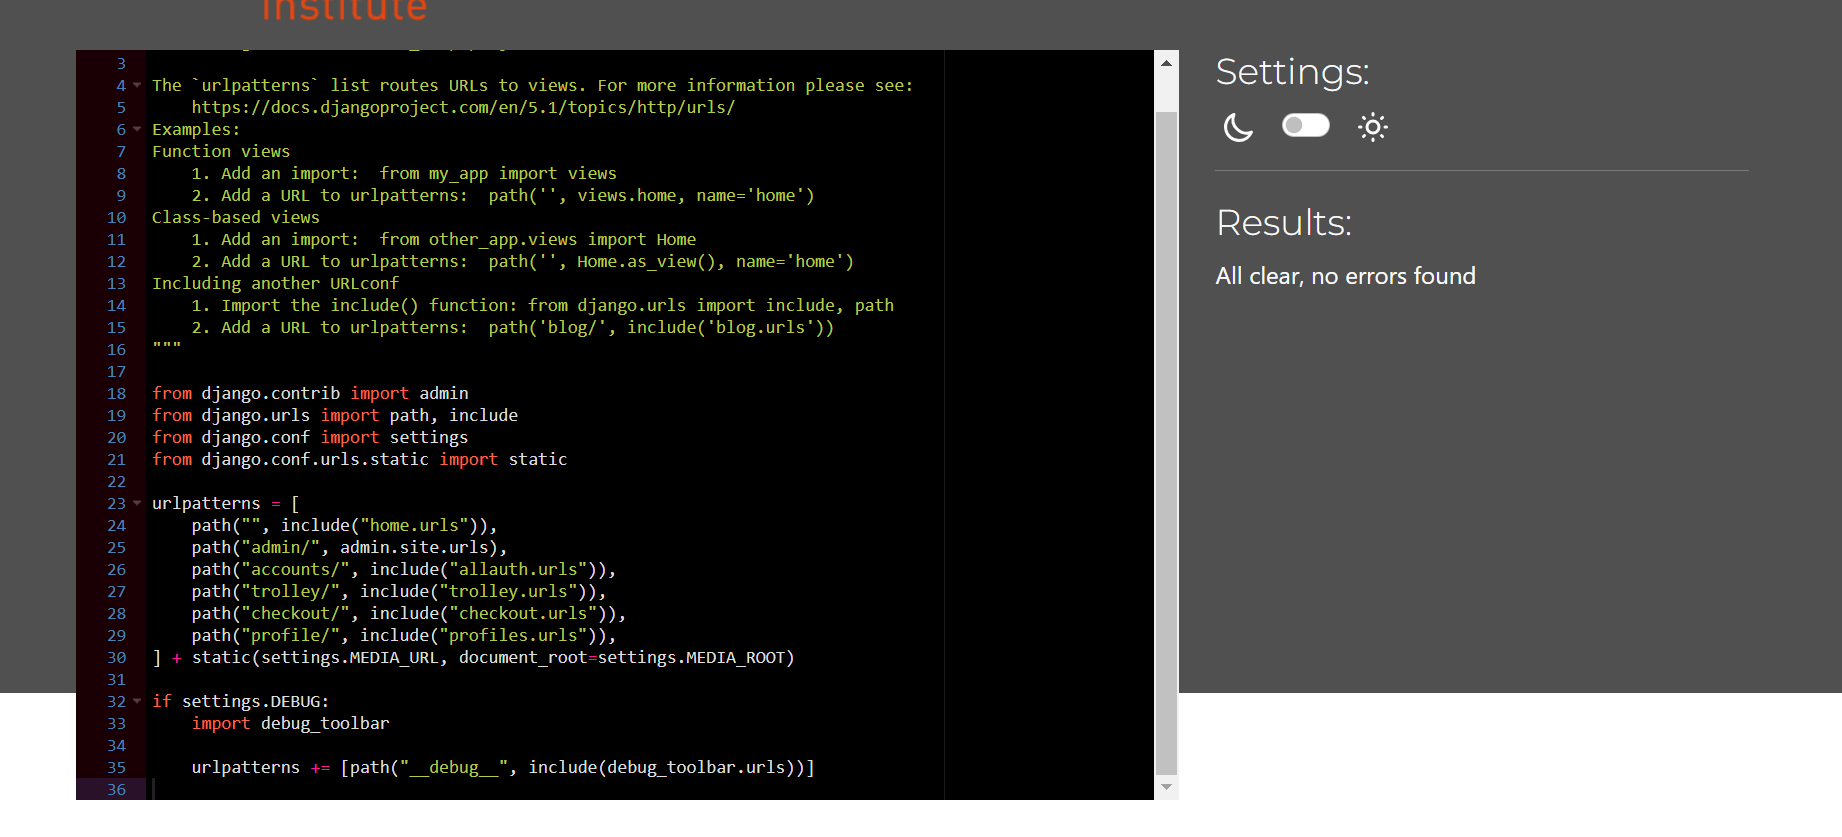 Institute
3
4 The `urlpatterns` list routes URLs to views. For more information please see:
5     https://docs.djangoproject.com/en/5.1/topics/http/urls/
6 Examples:
7 Function views
8     1. Add an import:  from my_app import views
9     2. Add a URL to urlpatterns:  path('', views.home, name='home')
10 Class-based views
11     1. Add an import:  from other_app.views import Home
12     2. Add a URL to urlpatterns:  path('', Home.as_view(), name='home')
13 Including another URLconf
14     1. Import the include() function: from django.urls import include, path
15     2. Add a URL to urlpatterns:  path('blog/', include('blog.urls'))
16 """
17
18 from django.contrib import admin
19 from django.urls import path, include
20 from django.conf import settings
21 from django.conf.urls.static import static
22
23 urlpatterns = [
24     path("", include("home.urls")),
25     path("admin/", admin.site.urls),
26     path("accounts/", include("allauth.urls")),
27     path("trolley/", include("trolley.urls")),
28     path("checkout/", include("checkout.urls")),
29     path("profile/", include("profiles.urls")),
30 ] + static(settings.MEDIA_URL, document_root=settings.MEDIA_ROOT)
31
32 if settings.DEBUG:
33     import debug_toolbar
34
35     urlpatterns += [path("__debug__", include(debug_toolbar.urls))]
36
Settings:
Results:
All clear, no errors found